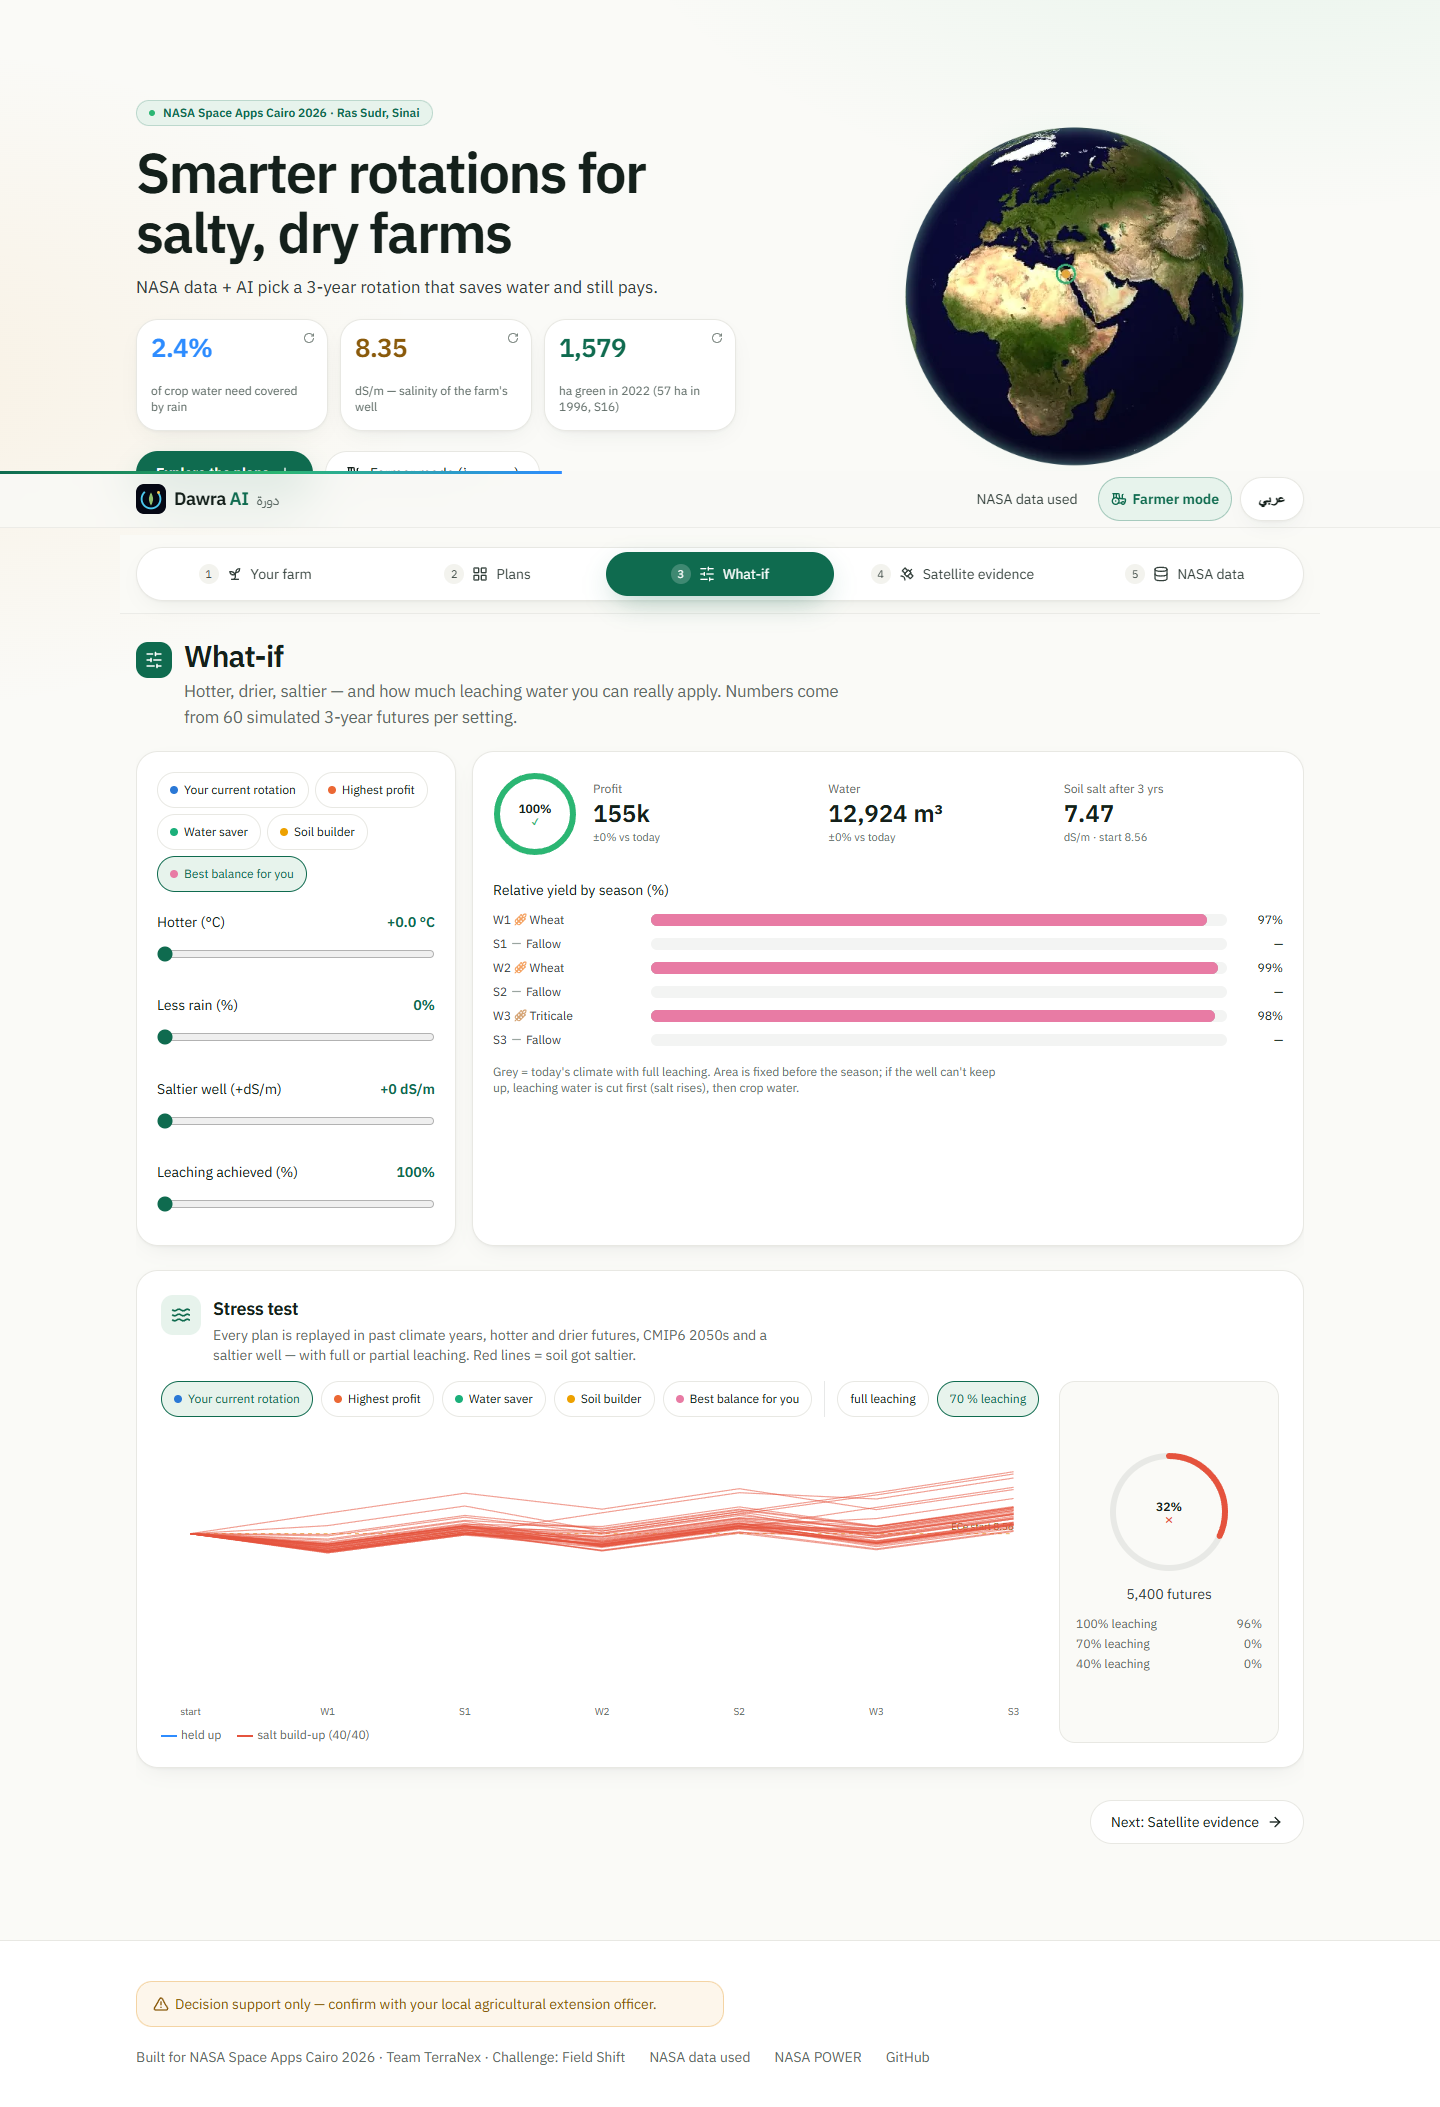 NASA Space Apps Cairo 2026 · Ras Sudr, Sinai
Smarter rotations for
salty, dry farms
NASA data + AI pick a 3-year rotation that saves water and still pays.
2.4%
of crop water need covered
by rain
8.35
dS/m — salinity of the farm's
well
1,579
ha green in 2022 (57 ha in
1996, S16)
Dawra AI دورة
NASA data used
Farmer mode
عربي
1 Your farm
2 Plans
3 What-if
4 Satellite evidence
5 NASA data
What-if
Hotter, drier, saltier — and how much leaching water you can really apply. Numbers come
from 60 simulated 3-year futures per setting.
Your current rotation
Highest profit
Water saver
Soil builder
Best balance for you
Hotter (°C) +0.0 °C
Less rain (%) 0%
Saltier well (+dS/m) +0 dS/m
Leaching achieved (%) 100%
100%
✓
Profit
155k
±0% vs today
Water
12,924 m³
±0% vs today
Soil salt after 3 yrs
7.47
dS/m · start 8.56
Relative yield by season (%)
W1 Wheat 97%
S1 — Fallow —
W2 Wheat 99%
S2 — Fallow —
W3 Triticale 98%
S3 — Fallow —
Grey = today's climate with full leaching. Area is fixed before the season; if the well can't keep
up, leaching water is cut first (salt rises), then crop water.
Stress test
Every plan is replayed in past climate years, hotter and drier futures, CMIP6 2050s and a
saltier well — with full or partial leaching. Red lines = soil got saltier.
Your current rotation
Highest profit
Water saver
Soil builder
Best balance for you
full leaching
70 % leaching
start W1 S1 W2 S2 W3 S3
held up
salt build-up (40/40)
32%
×
5,400 futures
100% leaching 96%
70% leaching 0%
40% leaching 0%
Next: Satellite evidence →
Decision support only — confirm with your local agricultural extension officer.
Built for NASA Space Apps Cairo 2026 · Team TerraNex · Challenge: Field Shift NASA data used NASA POWER GitHub